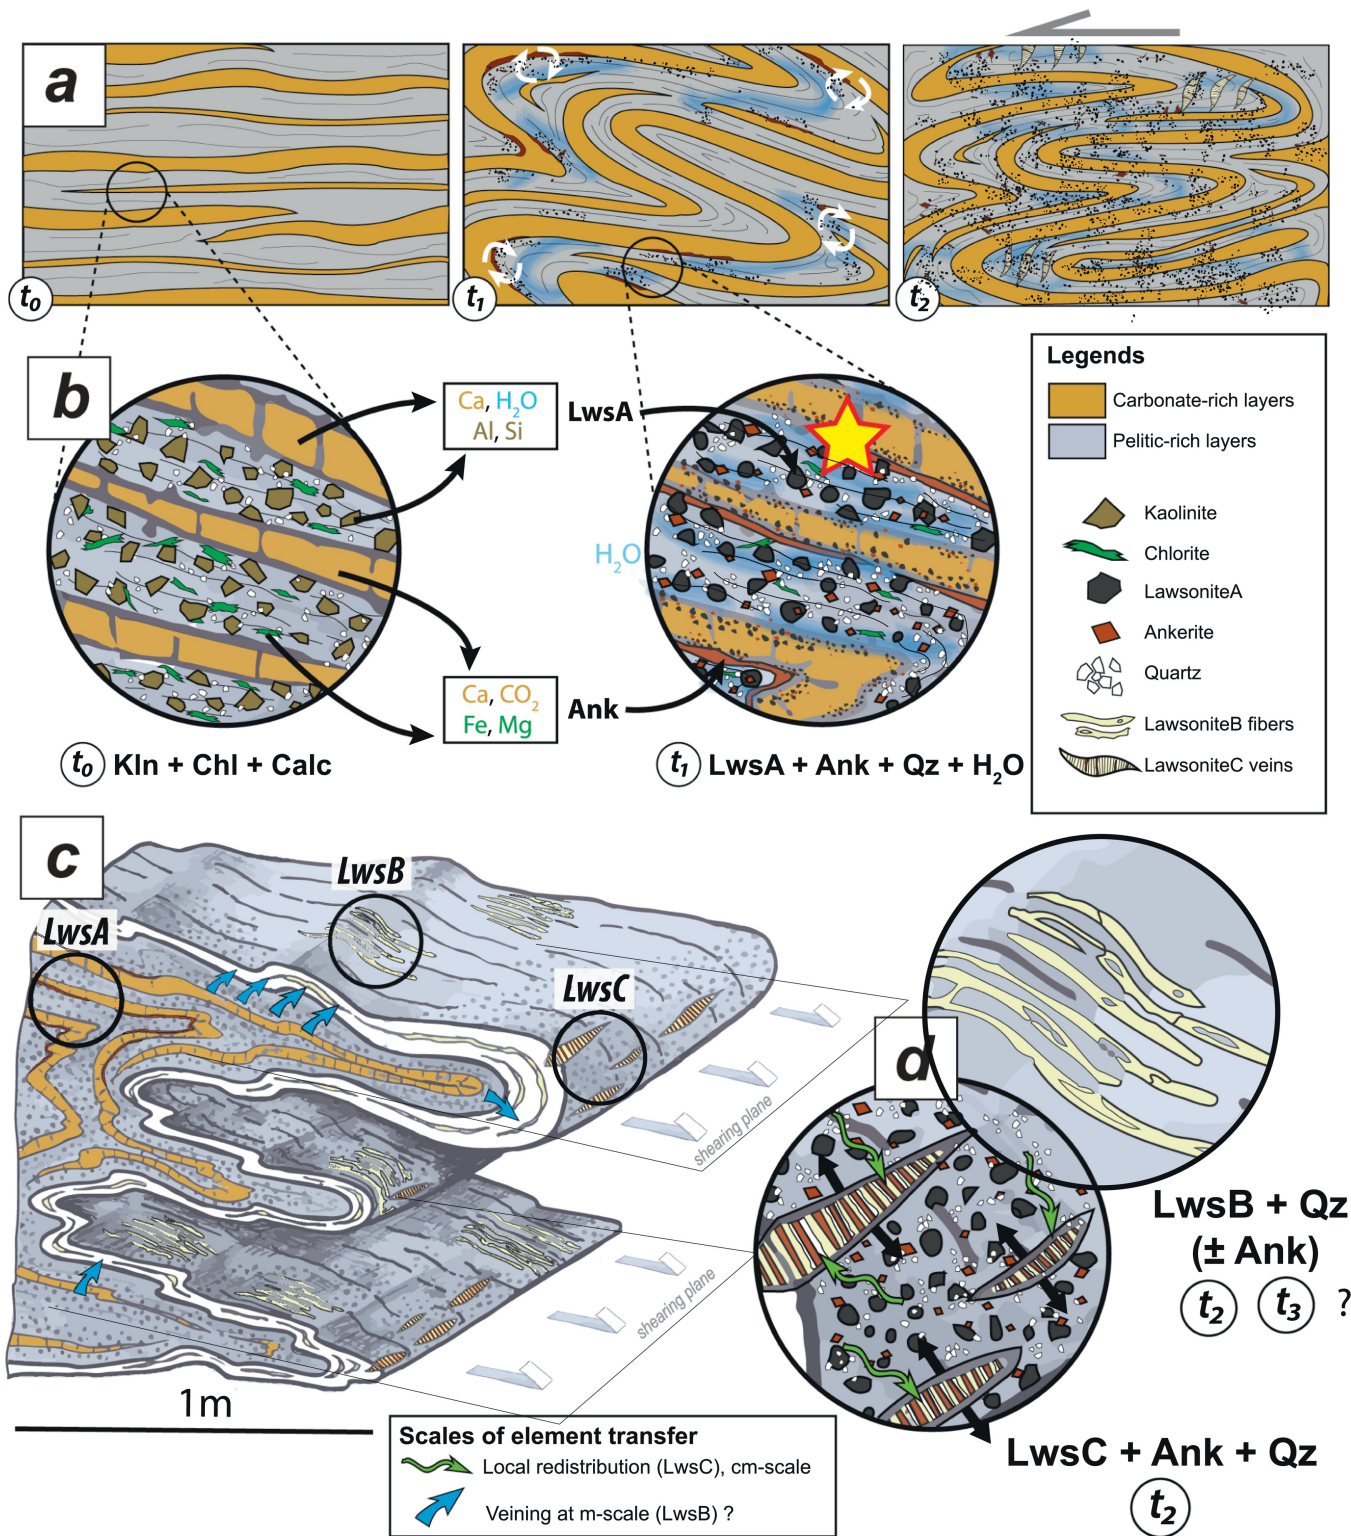 a
t0
t1
t2
b
Ca, H2O
Al, Si
LwsA
H2O
Ca, CO2
Fe, Mg
Ank
t0 Kln + Chl + Calc
t1 LwsA + Ank + Qz + H2O
Legends
Carbonate-rich layers
Pelitic-rich layers
Kaolinite
Chlorite
LawsoniteA
Ankerite
Quartz
LawsoniteB fibers
LawsoniteC veins
c
LwsB
LwsA
LwsC
shearing plane
shearing plane
1m
d
LwsB + Qz
(± Ank)
t2 t3 ?
LwsC + Ank + Qz
t2
Scales of element transfer
Local redistribution (LwsC), cm-scale
Veining at m-scale (LwsB) ?